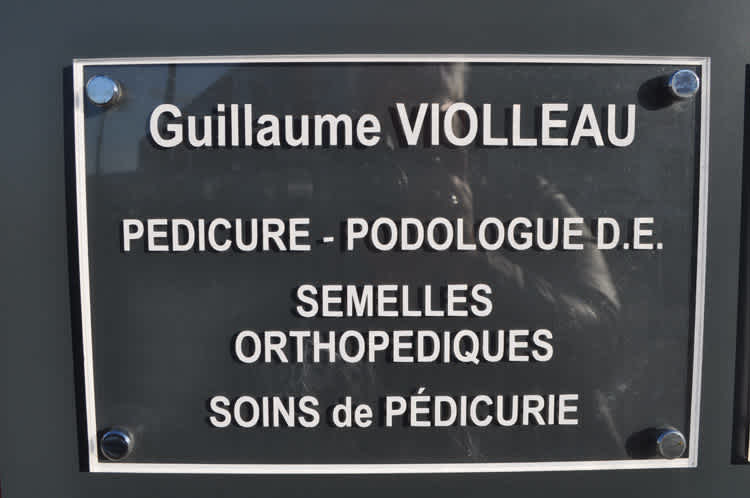 Guillaume VIOLLEAU
PEDICURE - PODOLOGUE D.E.
SEMELLES
ORTHOPEDIQUES
SOINS de PÉDICURIE